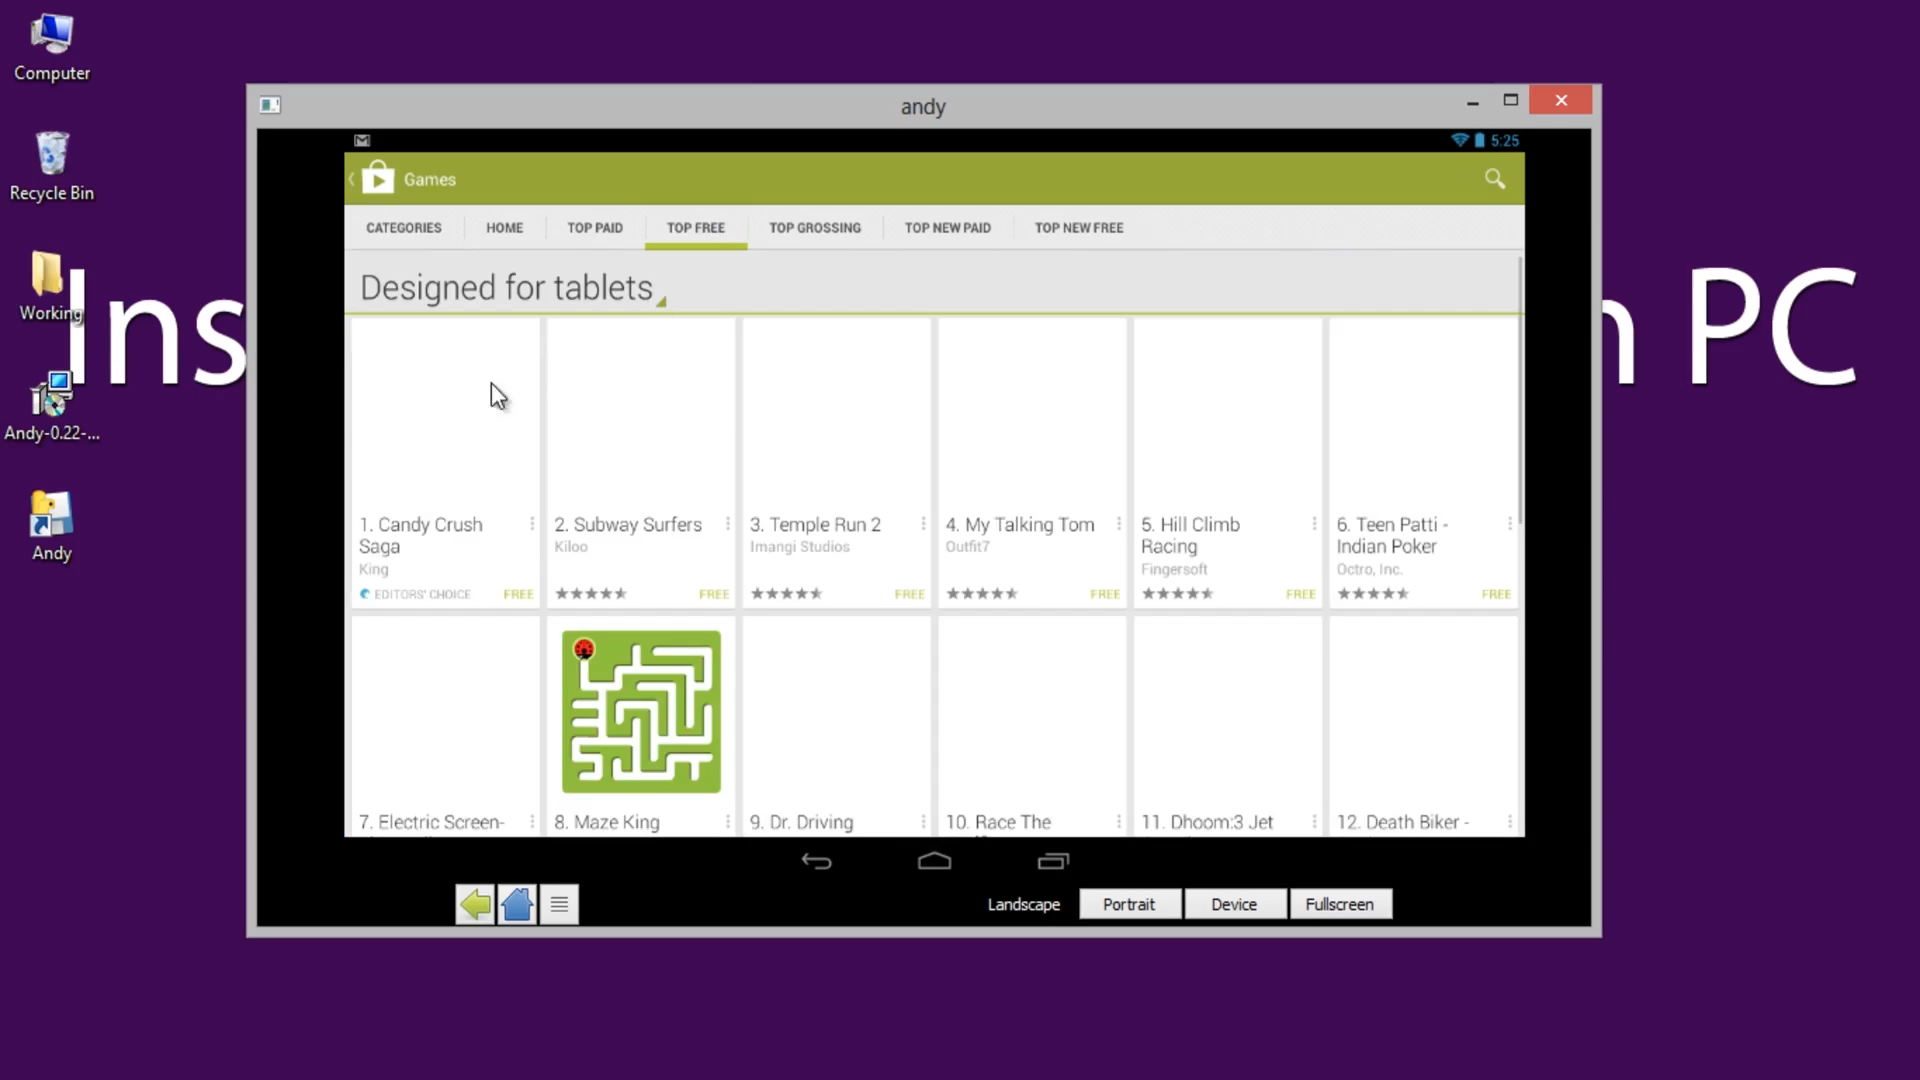 Computer
Recycle Bin
Working
Andy-0.22-...
Andy
Ins
n PC
andy
5:25
Games
CATEGORIES HOME TOP PAID TOP FREE TOP GROSSING TOP NEW PAID TOP NEW FREE
Designed for tablets
1. Candy Crush Saga
King
EDITORS' CHOICE FREE
2. Subway Surfers
Kiloo
FREE
3. Temple Run 2
Imangi Studios
FREE
4. My Talking Tom
Outfit7
FREE
5. Hill Climb
Racing
Fingersoft
FREE
6. Teen Patti -
Indian Poker
Octro, Inc.
FREE
7. Electric Screen-
8. Maze King
9. Dr. Driving
10. Race The
11. Dhoom:3 Jet
12. Death Biker -
Landscape Portrait Device Fullscreen